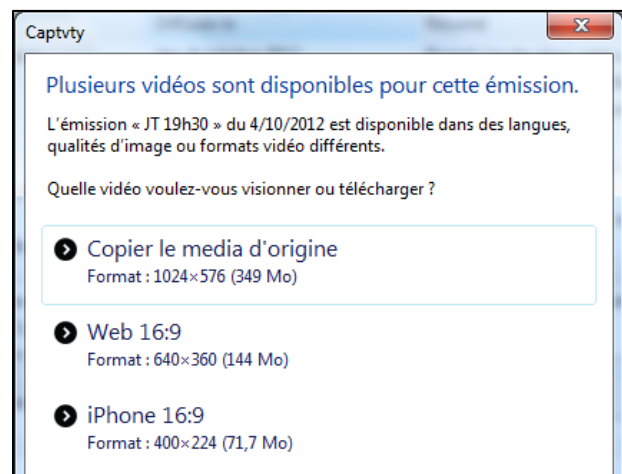 Captvty
Plusieurs vidéos sont disponibles pour cette émission.
L'émission « JT 19h30 » du 4/10/2012 est disponible dans des langues,
qualités d'image ou formats vidéo différents.
Quelle vidéo voulez-vous visionner ou télécharger ?
Copier le media d'origine
Format : 1024×576 (349 Mo)
Web 16:9
Format : 640×360 (144 Mo)
iPhone 16:9
Format : 400×224 (71,7 Mo)